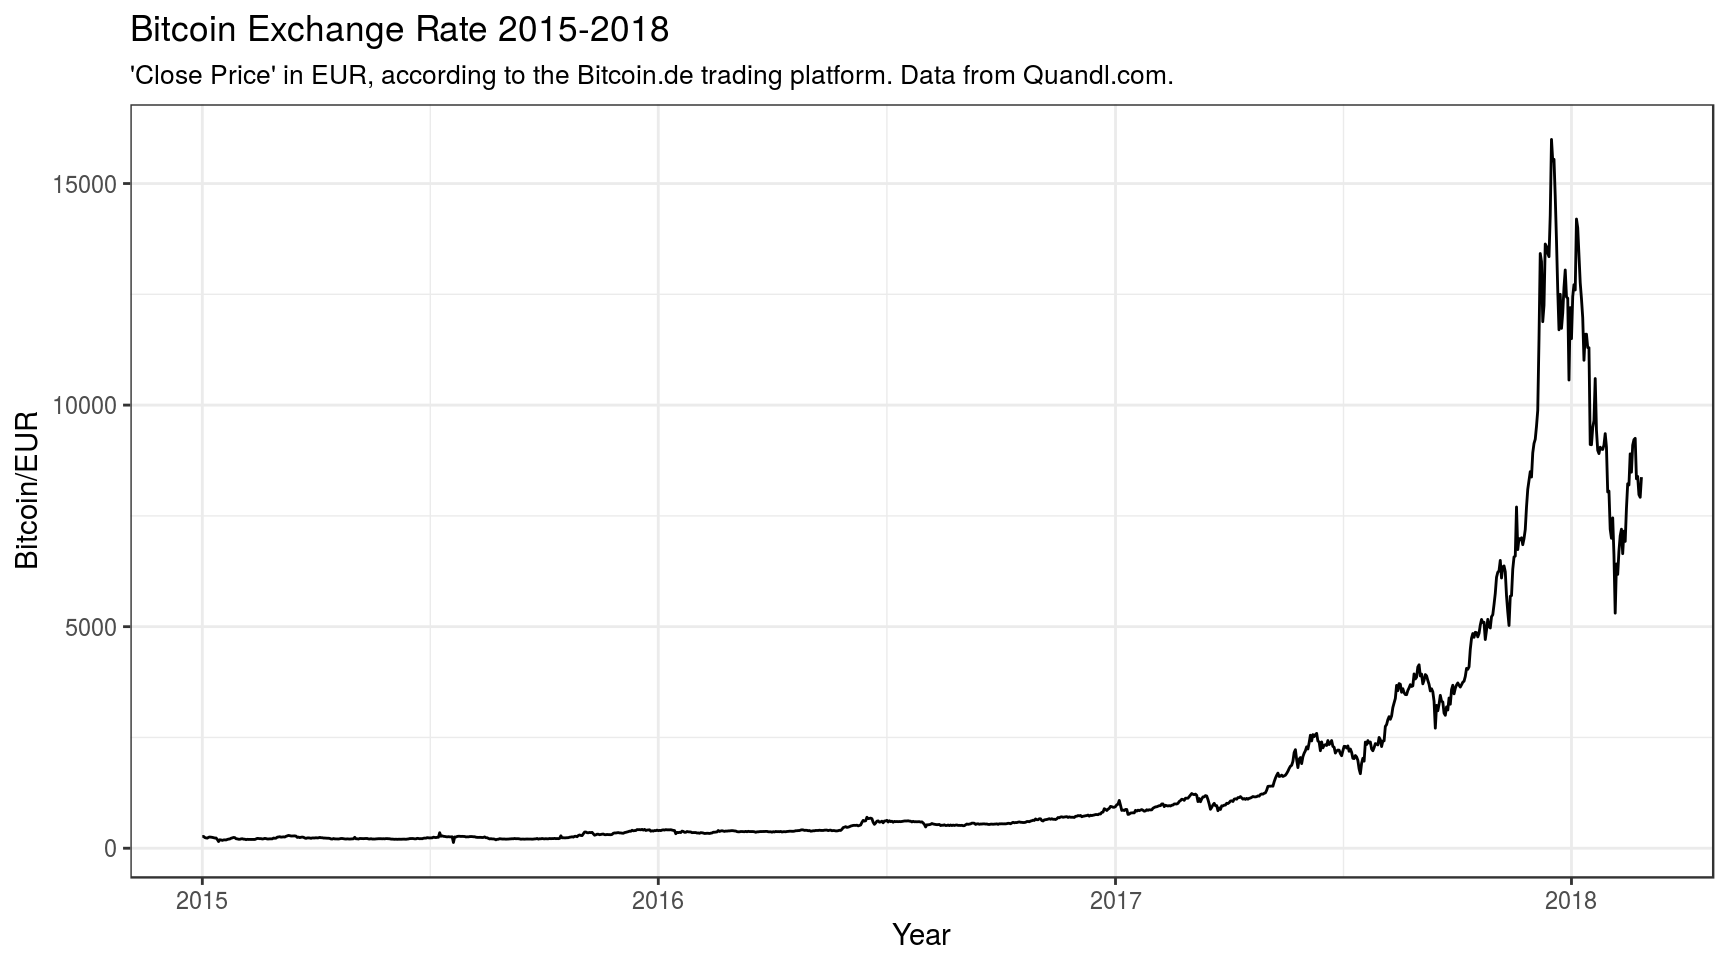 Bitcoin Exchange Rate 2015-2018
'Close Price' in EUR, according to the Bitcoin.de trading platform. Data from Quandl.com.
Bitcoin/EUR
15000
10000
5000
0
2015 2016 2017 2018
Year